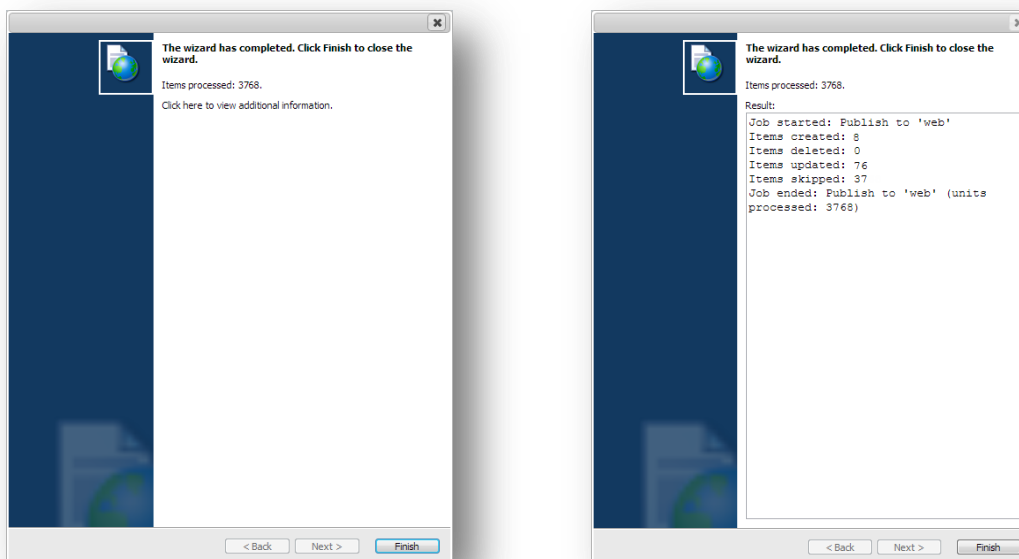 The wizard has completed. Click Finish to close the
wizard.
Items processed: 3768.
Click here to view additional information.
< Back
Next >
Finish
The wizard has completed. Click Finish to close the
wizard.
Items processed: 3768.
Result:
Job started: Publish to 'web'
Items created: 8
Items deleted: 0
Items updated: 76
Items skipped: 37
Job ended: Publish to 'web' (units
processed: 3768)
< Back
Next >
Finish